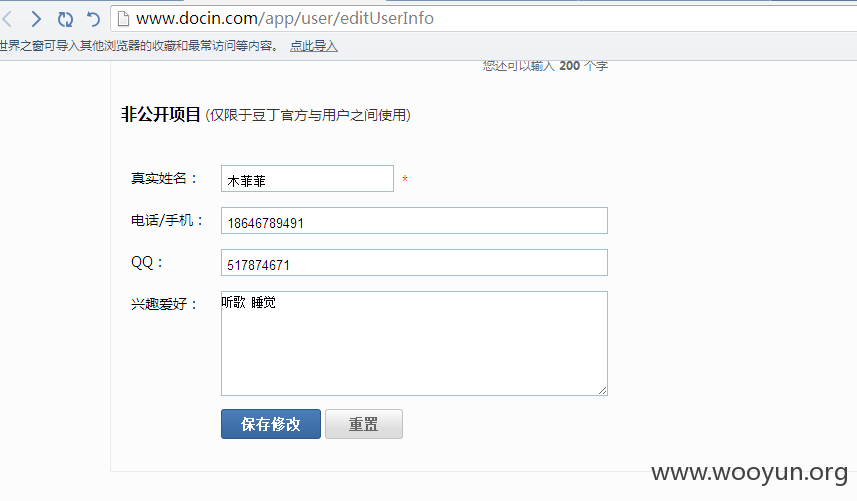 www.docin.com/app/user/editUserInfo
世界之窗可导入其他浏览器的收藏和最常访问等内容。 点此导入
您还可以输入 200 个字
非公开项目 (仅限于豆丁官方与用户之间使用)
真实姓名： 木菲菲 *
电话/手机： 18646789491
QQ： 517874671
兴趣爱好： 听歌 睡觉
保存修改 重置
www.wooyun.org